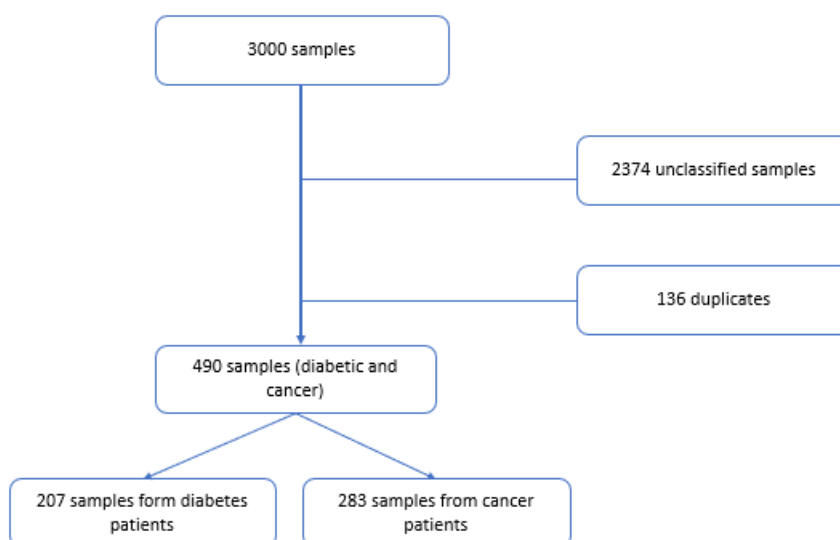 3000 samples
2374 unclassified samples
136 duplicates
490 samples (diabetic and
cancer)
207 samples form diabetes
patients
283 samples from cancer
patients